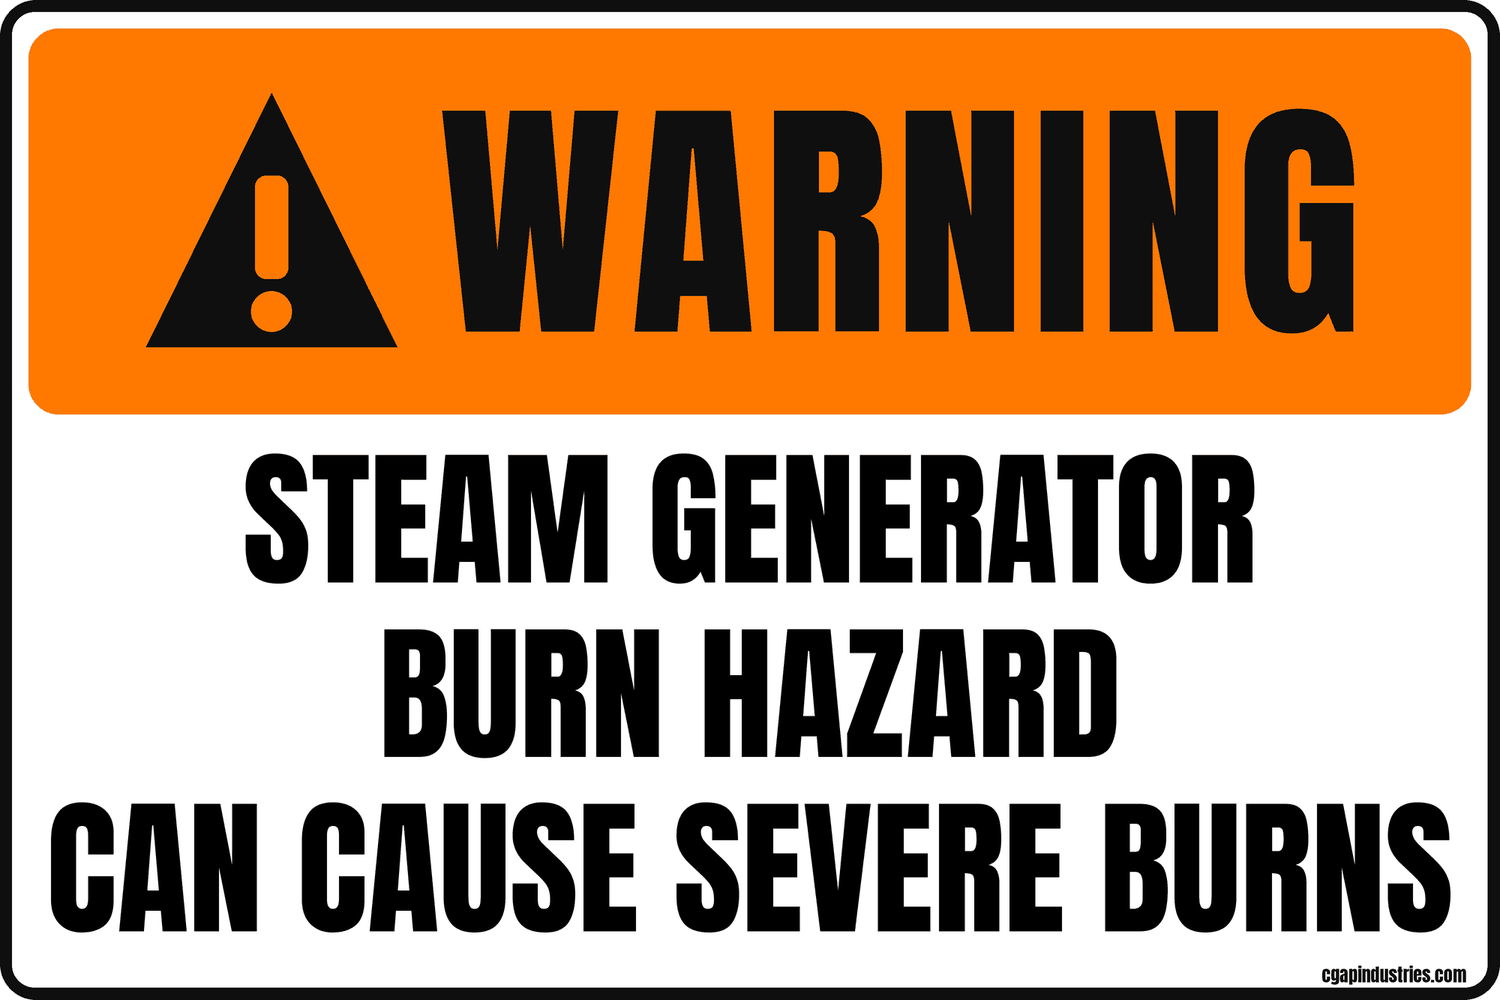 WARNING
STEAM GENERATOR
BURN HAZARD
CAN CAUSE SEVERE BURNS
cgapindustries.com